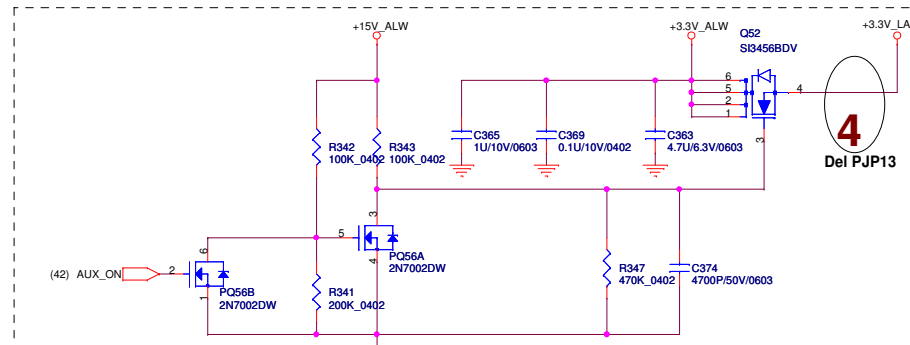 +15V_ALW
+3.3V_ALW
Q52
SI3456BDV
+3.3V_LA
6
5
2
1
4
3
4
Del PJP13
R342
100K_0402
R343
100K_0402
C365
1U/10V/0603
C369
0.1U/10V/0402
C363
4.7U/6.3V/0603
3
5
4
PQ56A
2N7002DW
(42) AUX_ON
2
6
1
PQ56B
2N7002DW
R341
200K_0402
R347
470K_0402
C374
4700P/50V/0603